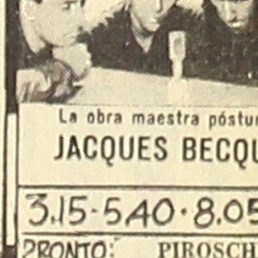 La obra maestra póstu
JACQUES BECQU
3.15-5.40·8.05
PRONTO: PIROSCH